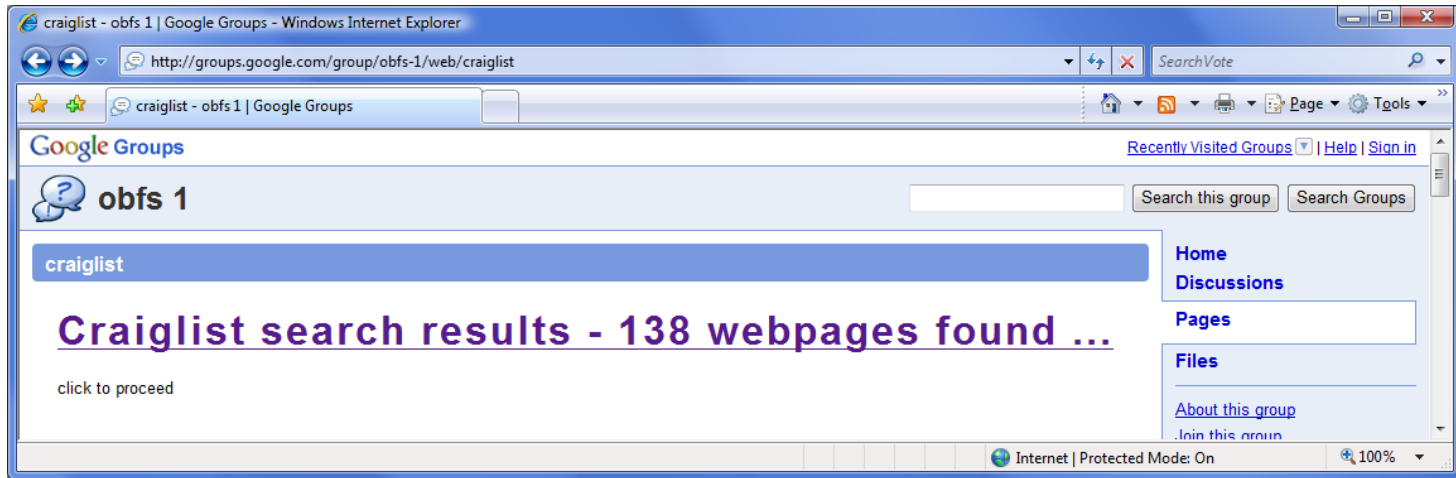 craiglist - obfs 1 | Google Groups - Windows Internet Explorer
http://groups.google.com/group/obfs-1/web/craiglist
SearchVote
craiglist - obfs 1 | Google Groups
Page
Tools
Google Groups
Recently Visited Groups | Help | Sign in
obfs 1
Search this group
Search Groups
craiglist
Craiglist search results - 138 webpages found ...
click to proceed
Home
Discussions
Pages
Files
About this group
Join this group
Internet | Protected Mode: On
100%